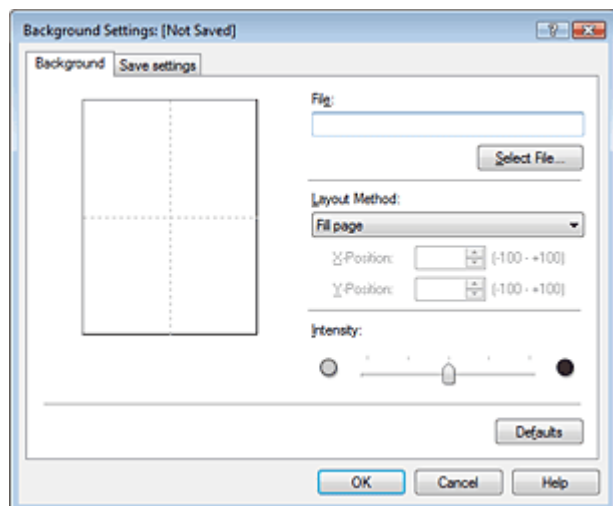 Background Settings: [Not Saved]
Background Save settings
File:
Select File...
Layout Method:
Fill page
X-Position: (-100 - +100)
Y-Position: (-100 - +100)
Intensity:
Defaults
OK Cancel Help